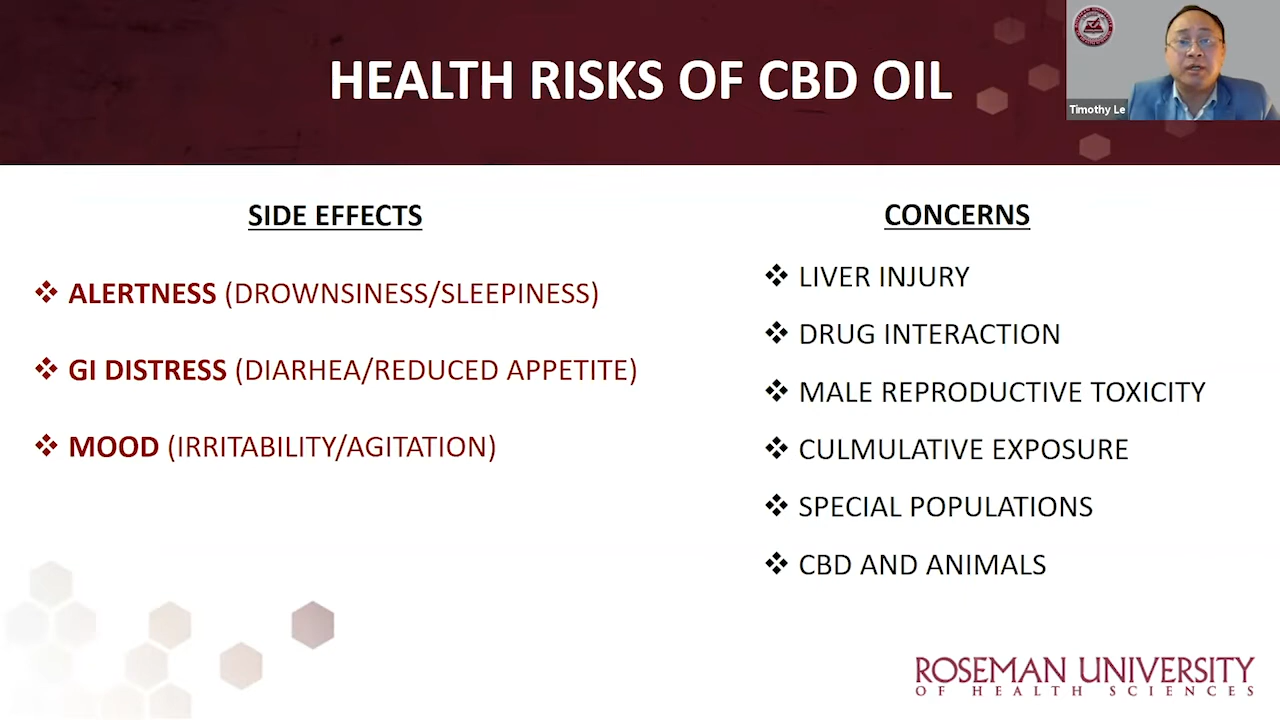 HEALTH RISKS OF CBD OIL
Timothy Le
SIDE EFFECTS
ALERTNESS (DROWNSINESS/SLEEPINESS)
GI DISTRESS (DIARHEA/REDUCED APPETITE)
MOOD (IRRITABILITY/AGITATION)
CONCERNS
LIVER INJURY
DRUG INTERACTION
MALE REPRODUCTIVE TOXICITY
CULMULATIVE EXPOSURE
SPECIAL POPULATIONS
CBD AND ANIMALS
ROSEMAN UNIVERSITY
OF HEALTH SCIENCES